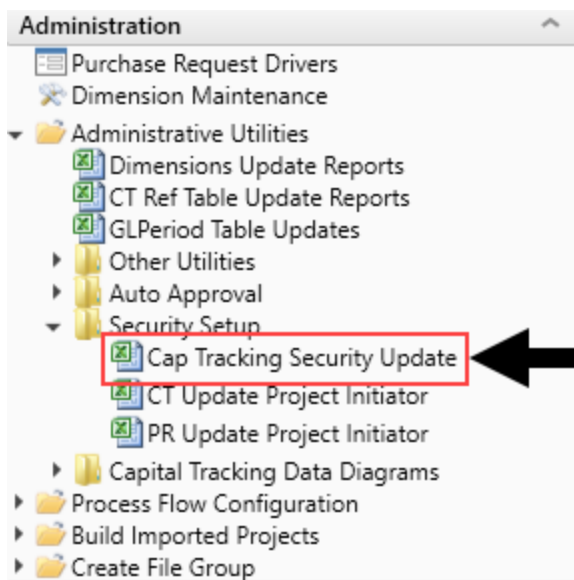 Administration
Purchase Request Drivers
Dimension Maintenance
Administrative Utilities
Dimensions Update Reports
CT Ref Table Update Reports
GLPeriod Table Updates
Other Utilities
Auto Approval
Security Setup
Cap Tracking Security Update
CT Update Project Initiator
PR Update Project Initiator
Capital Tracking Data Diagrams
Process Flow Configuration
Build Imported Projects
Create File Group